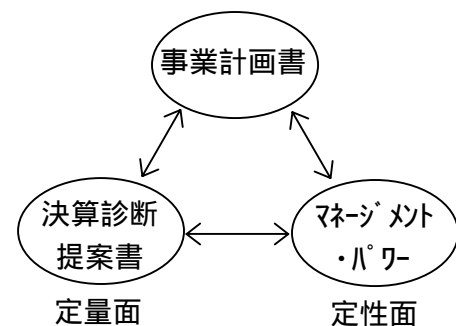 事業計画書
決算診断
提案書
ﾏﾈｰｼﾞﾒﾝﾄ
・ﾊﾟﾜｰ
定量面
定性面